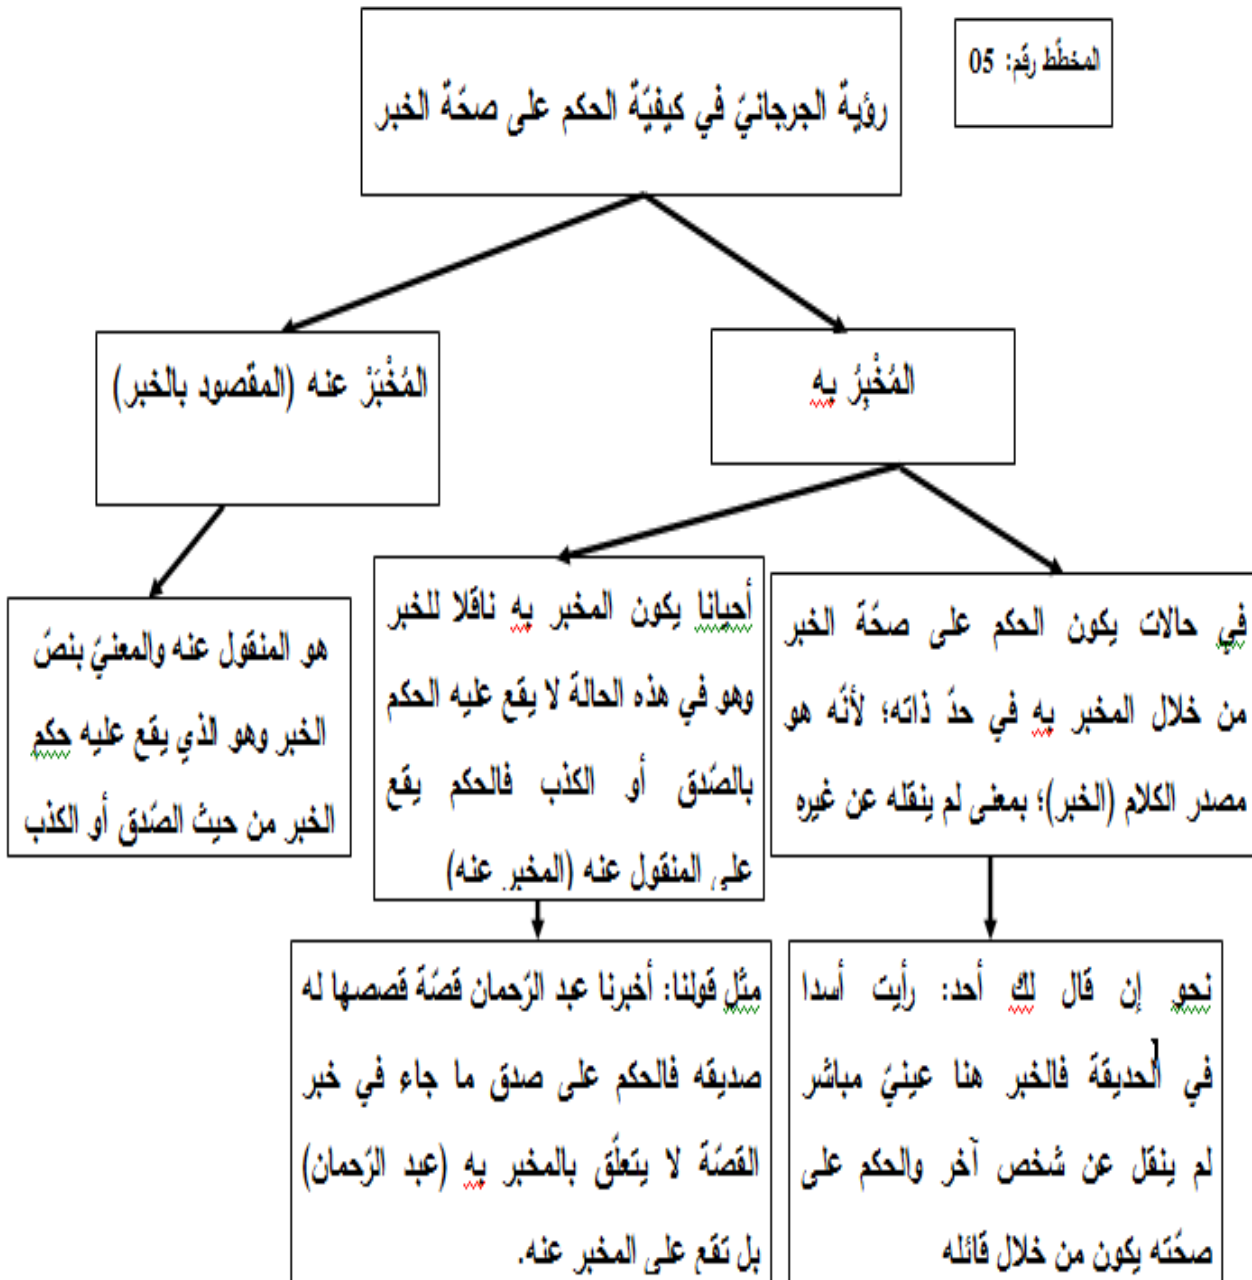 المخطّط رقم: 05
رؤية الجرجانيّ في كيفيّة الحكم على صحّة الخبر
المُخْبِرُ به
المُخْبَرْ عنه (المقصود بالخبر)
في حالات يكون الحكم على صحّة الخبر
من خلال المخبر به في حدّ ذاته؛ لأنّه هو
مصدر الكلام (الخبر)؛ بمعنى لم ينقله عن غيره
أحيانا يكون المخبر به ناقلا للخبر
وهو في هذه الحالة لا يقع عليه الحكم
بالصّدق أو الكذب فالحكم يقع
على المنقول عنه (المخبر عنه)
هو المنقول عنه والمعنيّ بنصّ
الخبر وهو الذي يقع عليه حكم
الخبر من حيث الصّدق أو الكذب
نحو إن قال لك أحد: رأيت أسدا
في الحديقة فالخبر هنا عينيّ مباشر
لم ينقل عن شخص آخر والحكم على
صحّته يكون من خلال قائله
مثل قولنا: أخبرنا عبد الرّحمان قصّة قصصها له
صديقه فالحكم على صدق ما جاء في خبر
القصّة لا يتعلّق بالمخبر به (عبد الرّحمان)
بل تقع على المخبر عنه.